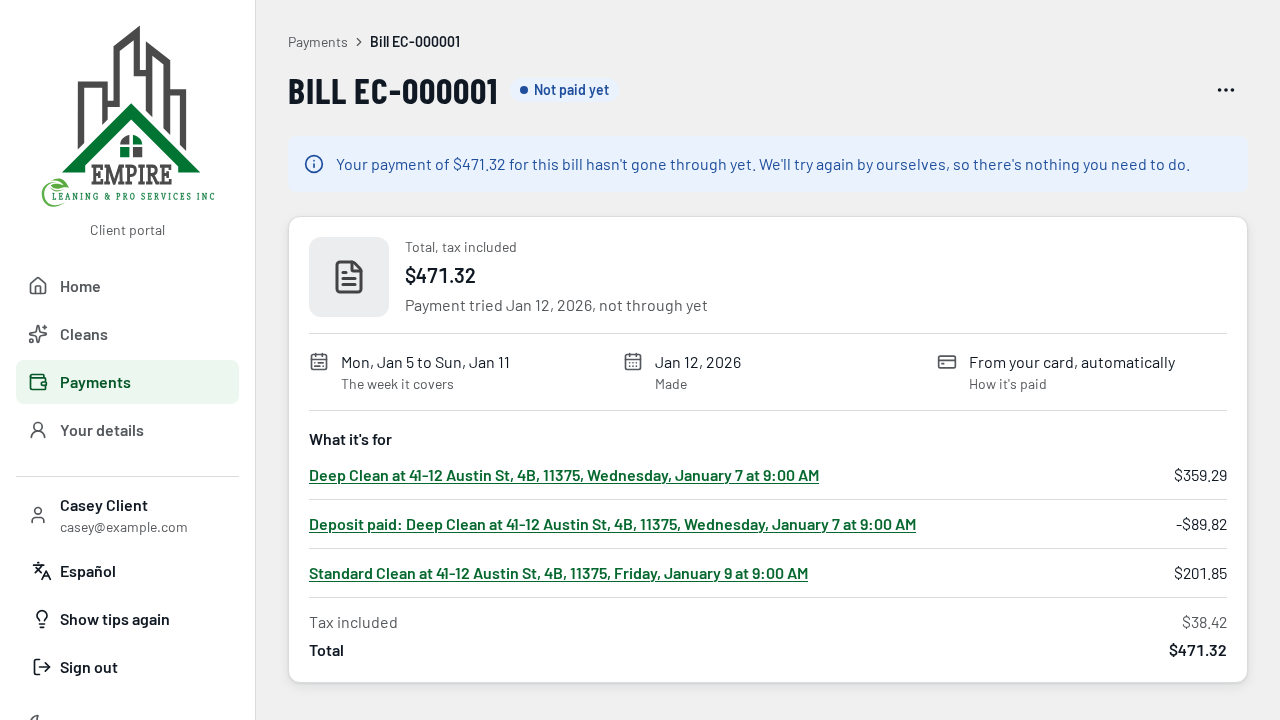 EMPIRE
LEANING & PRO SERVICES INC
Client portal
Home
Cleans
Payments
Your details
Casey Client
casey@example.com
Español
Show tips again
Sign out
Payments > Bill EC-000001
BILL EC-000001
Not paid yet
Your payment of $471.32 for this bill hasn't gone through yet. We'll try again by ourselves, so there's nothing you need to do.
Total, tax included
$471.32
Payment tried Jan 12, 2026, not through yet
Mon, Jan 5 to Sun, Jan 11
The week it covers
Jan 12, 2026
Made
From your card, automatically
How it's paid
What it's for
Deep Clean at 41-12 Austin St, 4B, 11375, Wednesday, January 7 at 9:00 AM $359.29
Deposit paid: Deep Clean at 41-12 Austin St, 4B, 11375, Wednesday, January 7 at 9:00 AM -$89.82
Standard Clean at 41-12 Austin St, 4B, 11375, Friday, January 9 at 9:00 AM $201.85
Tax included $38.42
Total $471.32